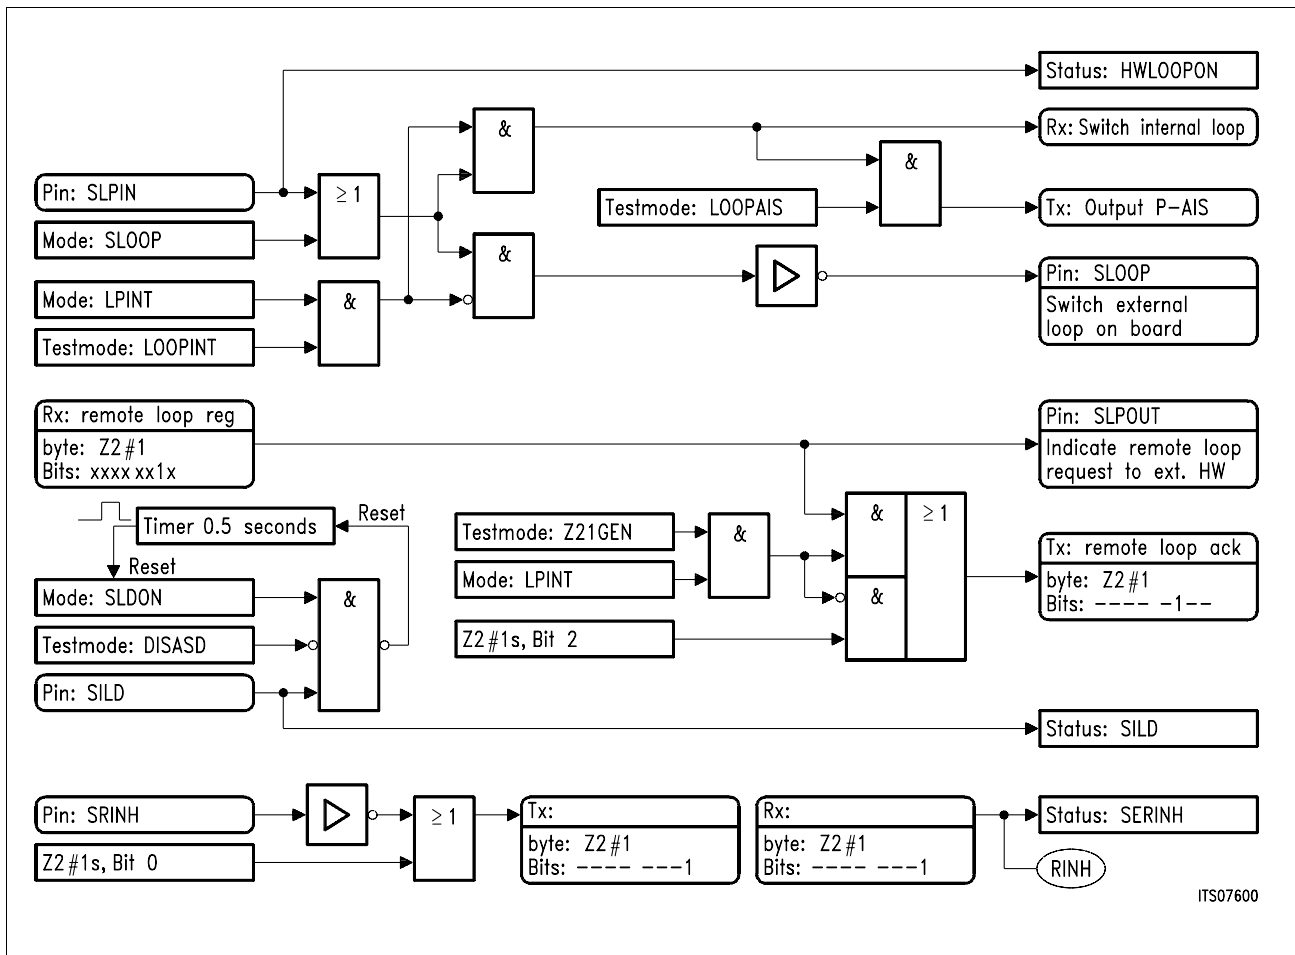 Status: HWLOOPON
&
Rx: Switch internal loop
&
Pin: SLPIN
≥ 1
Testmode: LOOPAIS
Tx: Output P-AIS
Mode: SLOOP
&
Pin: SLOOP
Switch external
loop on board
Mode: LPINT
&
Testmode: LOOPINT
Rx: remote loop reg
byte: Z2#1
Bits: xxxx xx1x
Pin: SLPOUT
Indicate remote loop
request to ext. HW
Timer 0.5 seconds
Reset
Reset
Mode: SLDON
&
Testmode: DISASD
Pin: SILD
Testmode: Z21GEN
&
Mode: LPINT
Z2#1s, Bit 2
&
≥ 1
&
Tx: remote loop ack
byte: Z2#1
Bits: ---- -1--
Status: SILD
Pin: SRINH
Z2#1s, Bit 0
≥ 1
Tx:
byte: Z2#1
Bits: ---- ---1
Rx:
byte: Z2#1
Bits: ---- ---1
Status: SERINH
RINH
ITS07600